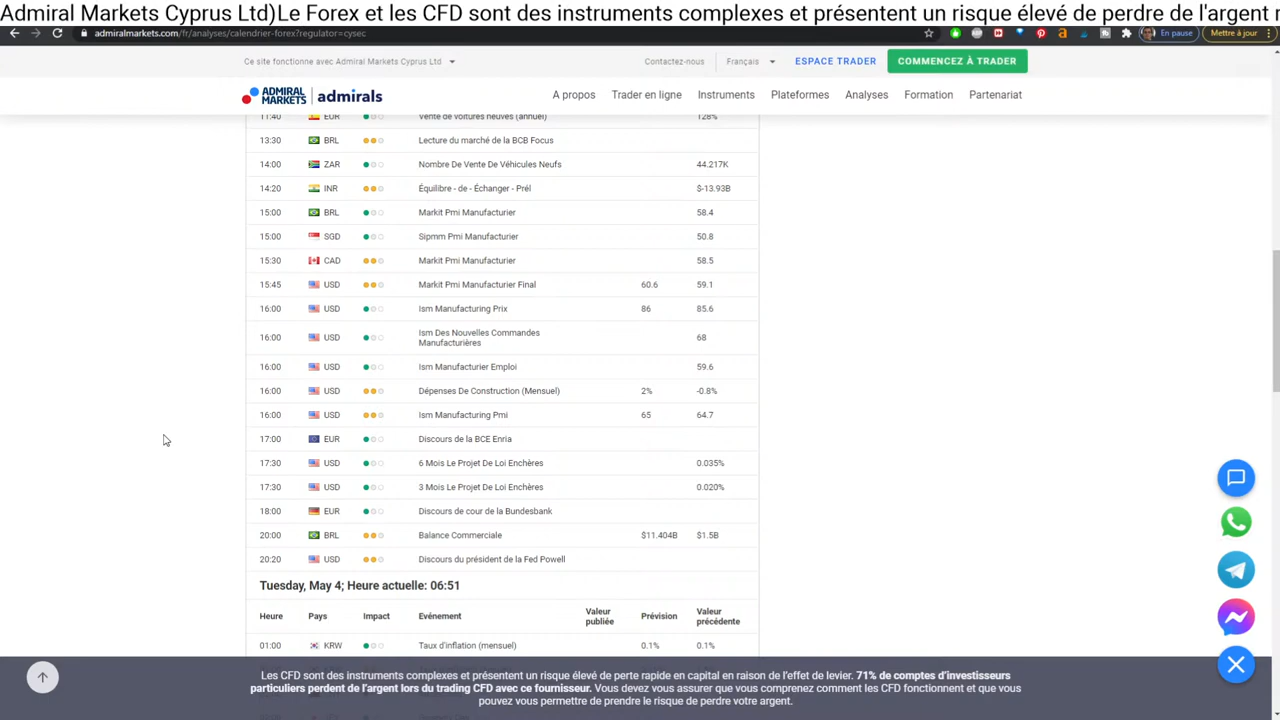 Admiral Markets Cyprus Ltd)Le Forex et les CFD sont des instruments complexes et présentent un risque élevé de perdre de l'argent
admiralmarkets.com/fr/analyses/calendrier-forex?regulator=cysec
En pause
Mettre à jour
Ce site fonctionne avec Admiral Markets Cyprus Ltd
Contactez-nous
Français
ESPACE TRADER
COMMENCEZ À TRADER
ADMIRAL MARKETS
admirals
A propos
Trader en ligne
Instruments
Plateformes
Analyses
Formation
Partenariat
11:40 EUR Vente de voitures neuves (annuel) 128%
13:30 BRL Lecture du marché de la BCB Focus
14:00 ZAR Nombre De Vente De Véhicules Neufs 44.217K
14:20 INR Équilibre - de - Échanger - Prél $-13.93B
15:00 BRL Markit Pmi Manufacturier 58.4
15:00 SGD Sipmm Pmi Manufacturier 50.8
15:30 CAD Markit Pmi Manufacturier 58.5
15:45 USD Markit Pmi Manufacturier Final 60.6 59.1
16:00 USD Ism Manufacturing Prix 86 85.6
16:00 USD Ism Des Nouvelles Commandes
Manufacturières 68
16:00 USD Ism Manufacturier Emploi 59.6
16:00 USD Dépenses De Construction (Mensuel) 2% -0.8%
16:00 USD Ism Manufacturing Pmi 65 64.7
17:00 EUR Discours de la BCE Enria
17:30 USD 6 Mois Le Projet De Loi Enchères 0.035%
17:30 USD 3 Mois Le Projet De Loi Enchères 0.020%
18:00 EUR Discours de cour de la Bundesbank
20:00 BRL Balance Commerciale $11.404B $1.5B
20:20 USD Discours du président de la Fed Powell
Tuesday, May 4; Heure actuelle: 06:51
Heure Pays Impact Evénement Valeur publiée Prévision Valeur précédente
01:00 KRW Taux d'inflation (mensuel) 0.1% 0.1%
Les CFD sont des instruments complexes et présentent un risque élevé de perte rapide en capital en raison de l'effet de levier. 71% de comptes d'investisseurs
particuliers perdent de l'argent lors du trading CFD avec ce fournisseur. Vous devez vous assurer que vous comprenez comment les CFD fonctionnent et que vous
pouvez vous permettre de prendre le risque de perdre votre argent.